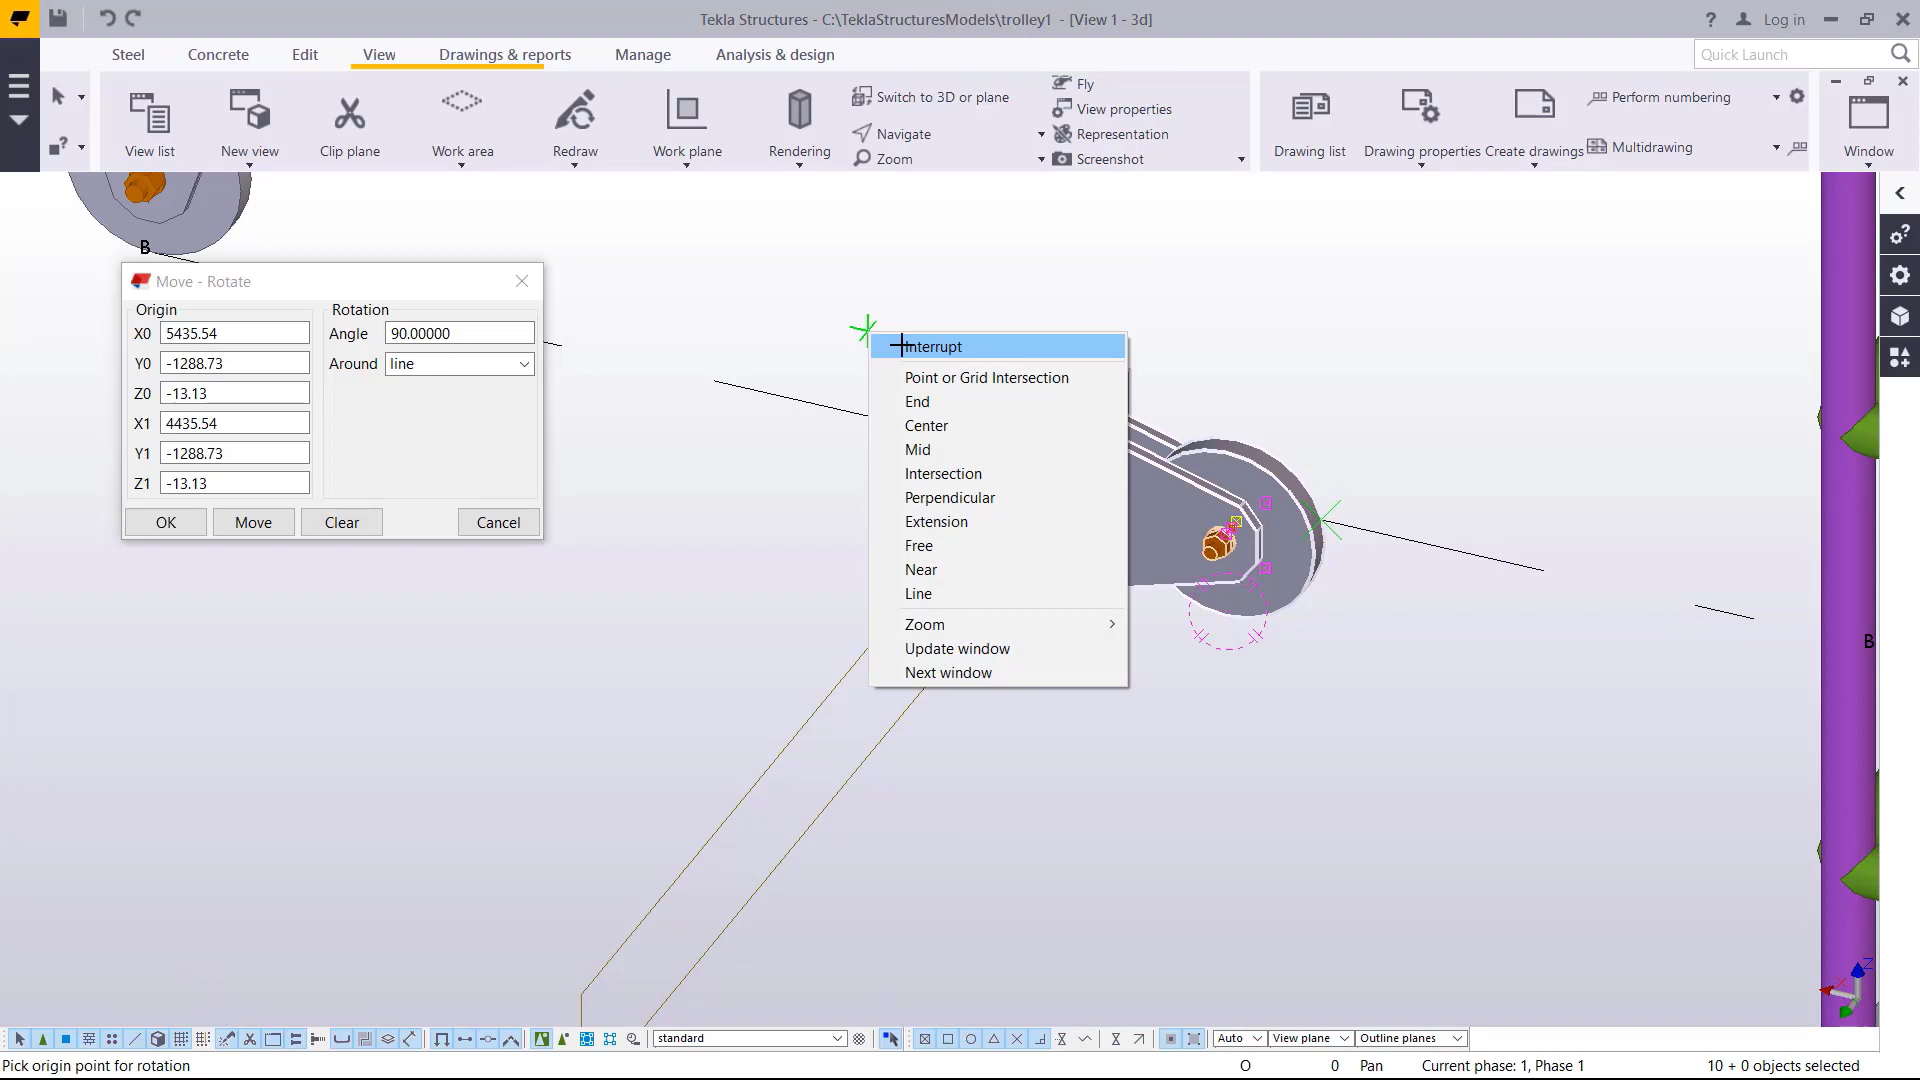 Tekla Structures - C:\TeklaStructuresModels\trolley1 - [View 1 - 3d]
? Log in
Steel Concrete Edit View Drawings & reports Manage Analysis & design
Quick Launch
View list
New view
Clip plane
Work area
Redraw
Work plane
Rendering
Switch to 3D or plane
Navigate
Zoom
Fly
View properties
Representation
Screenshot
Drawing list
Drawing properties
Create drawings
Perform numbering
Multidrawing
Window
B
Move - Rotate
Origin
X0 5435.54
Y0 -1288.73
Z0 -13.13
X1 4435.54
Y1 -1288.73
Z1 -13.13
Rotation
Angle 90.00000
Around line
OK Move Clear Cancel
Interrupt
Point or Grid Intersection
End
Center
Mid
Intersection
Perpendicular
Extension
Free
Near
Line
Zoom
Update window
Next window
B
Z
X
standard
Auto
View plane
Outline planes
Pick origin point for rotation
O 0 Pan Current phase: 1, Phase 1 10 + 0 objects selected